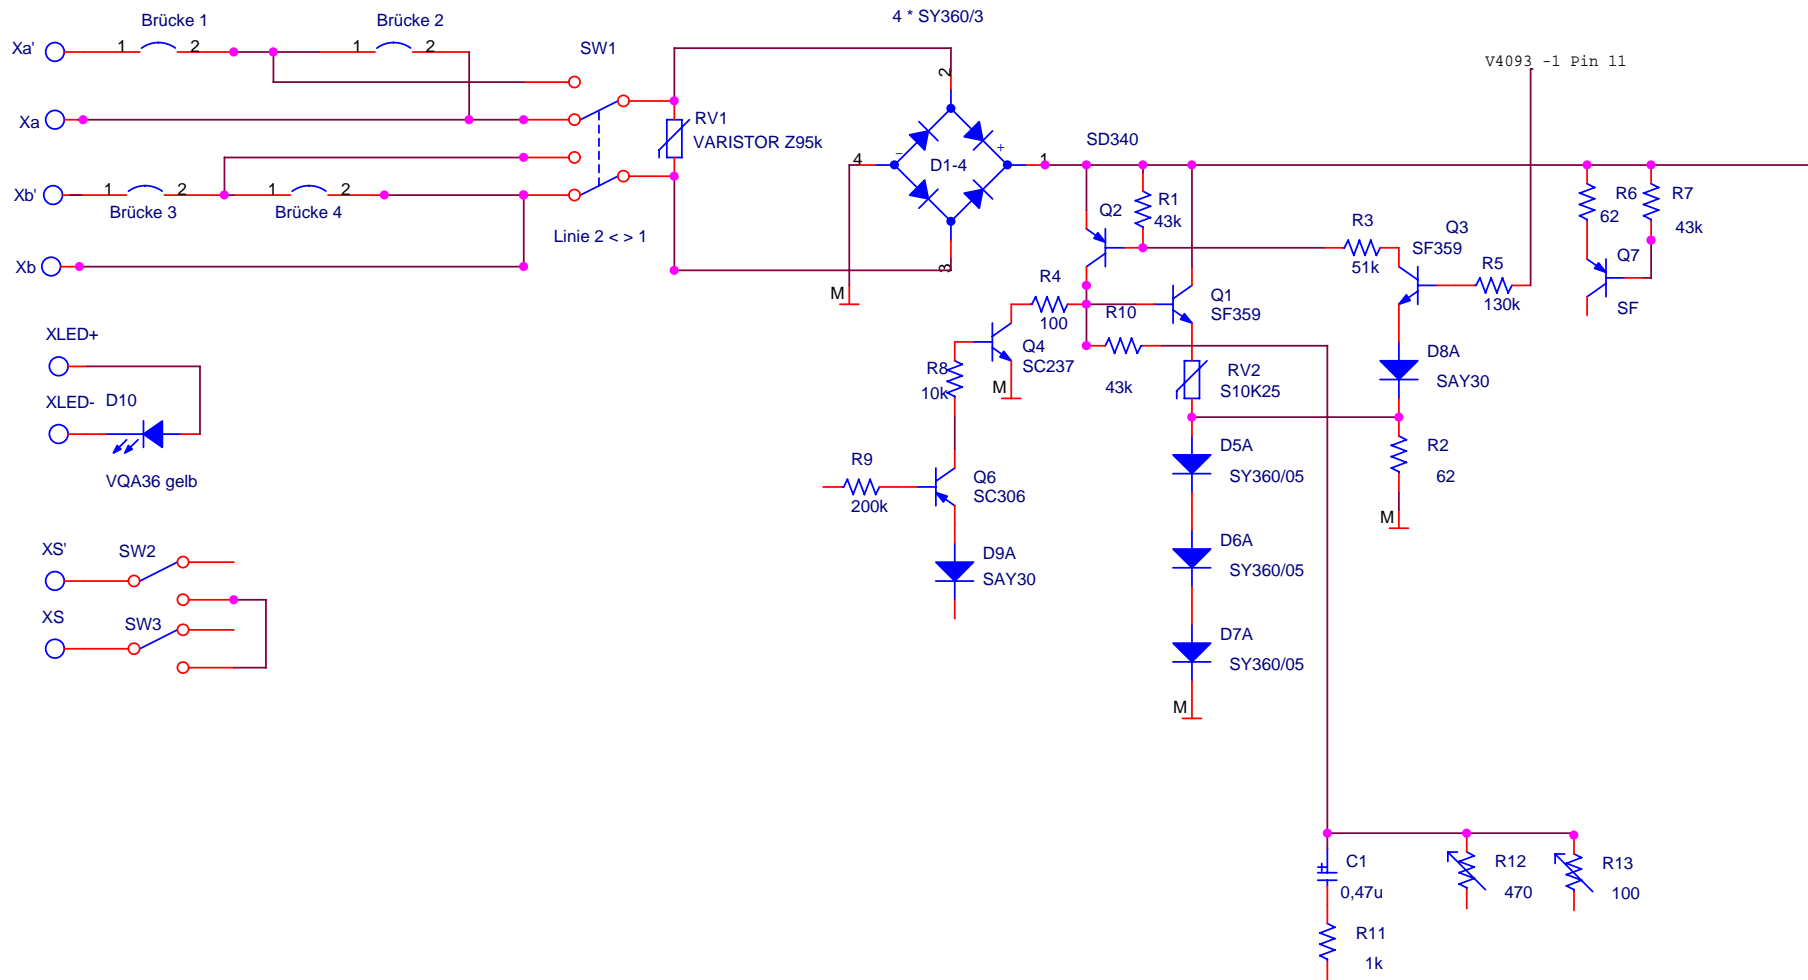 4 * SY360/3
Brücke 1
Brücke 2
Xa'
1
2
1
2
SW1
V4093 -1 Pin 11
2
Xa
RV1
VARISTOR Z95k
SD340
4
−
D1-4
+
1
Xb'
1
2
1
2
Brücke 3
Brücke 4
Q2
R1
43k
R6
62
R7
43k
Linie 2 < > 1
R3
51k
Q3
SF359
Xb
3
Q7
SF
M
R4
100
R10
43k
Q1
SF359
R5
130k
XLED+
Q4
SC237
M
R8
10k
RV2
S10K25
D8A
SAY30
XLED-
D10
VQA36 gelb
D5A
SY360/05
R2
62
R9
200k
Q6
SC306
M
XS'
SW2
D9A
SAY30
D6A
SY360/05
XS
SW3
D7A
SY360/05
M
C1
+
0,47u
R12
470
R13
100
R11
1k